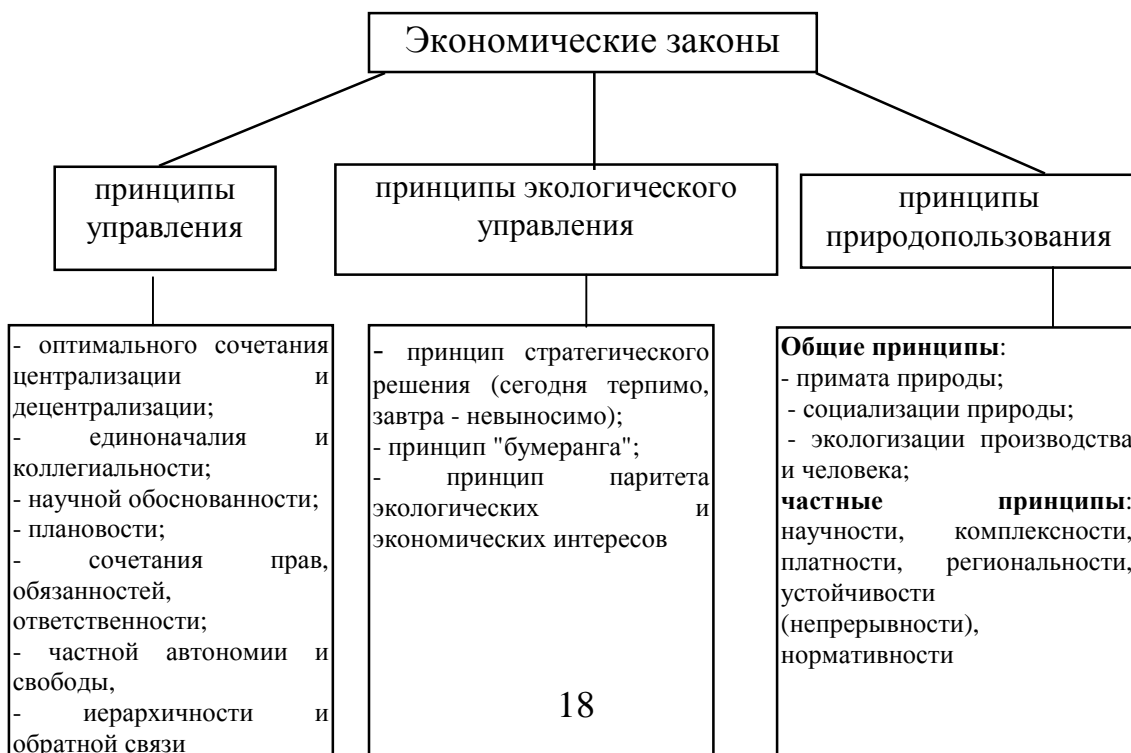 Экономические законы
принципы
управления
принципы экологического
управления
принципы
природопользования
- оптимального сочетания
централизации и
децентрализации;
- единоначалия и
коллегиальности;
- научной обоснованности;
- плановости;
- сочетания прав,
обязанностей,
ответственности;
- частной автономии и
свободы,
- иерархичности и
обратной связи
- принцип стратегического
решения (сегодня терпимо,
завтра - невыносимо);
- принцип "бумеранга";
- принцип паритета
экологических и
экономических интересов
Общие принципы:
- примата природы;
- социализации природы;
- экологизации производства
и человека;
частные принципы:
научности, комплексности,
платности, региональности,
устойчивости
(непрерывности),
нормативности
18